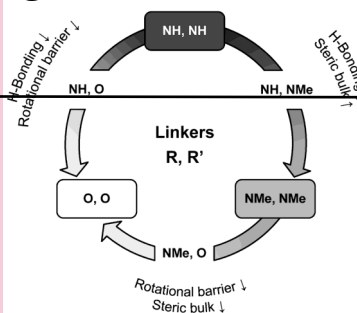 NH, NH
H-Bonding ↓
Rotational barrier ↓
H-Bonding ↓
Steric bulk ↑
NH, O
NH, NMe
Linkers
R, R'
O, O
NMe, NMe
NMe, O
Rotational barrier ↓
Steric bulk ↓